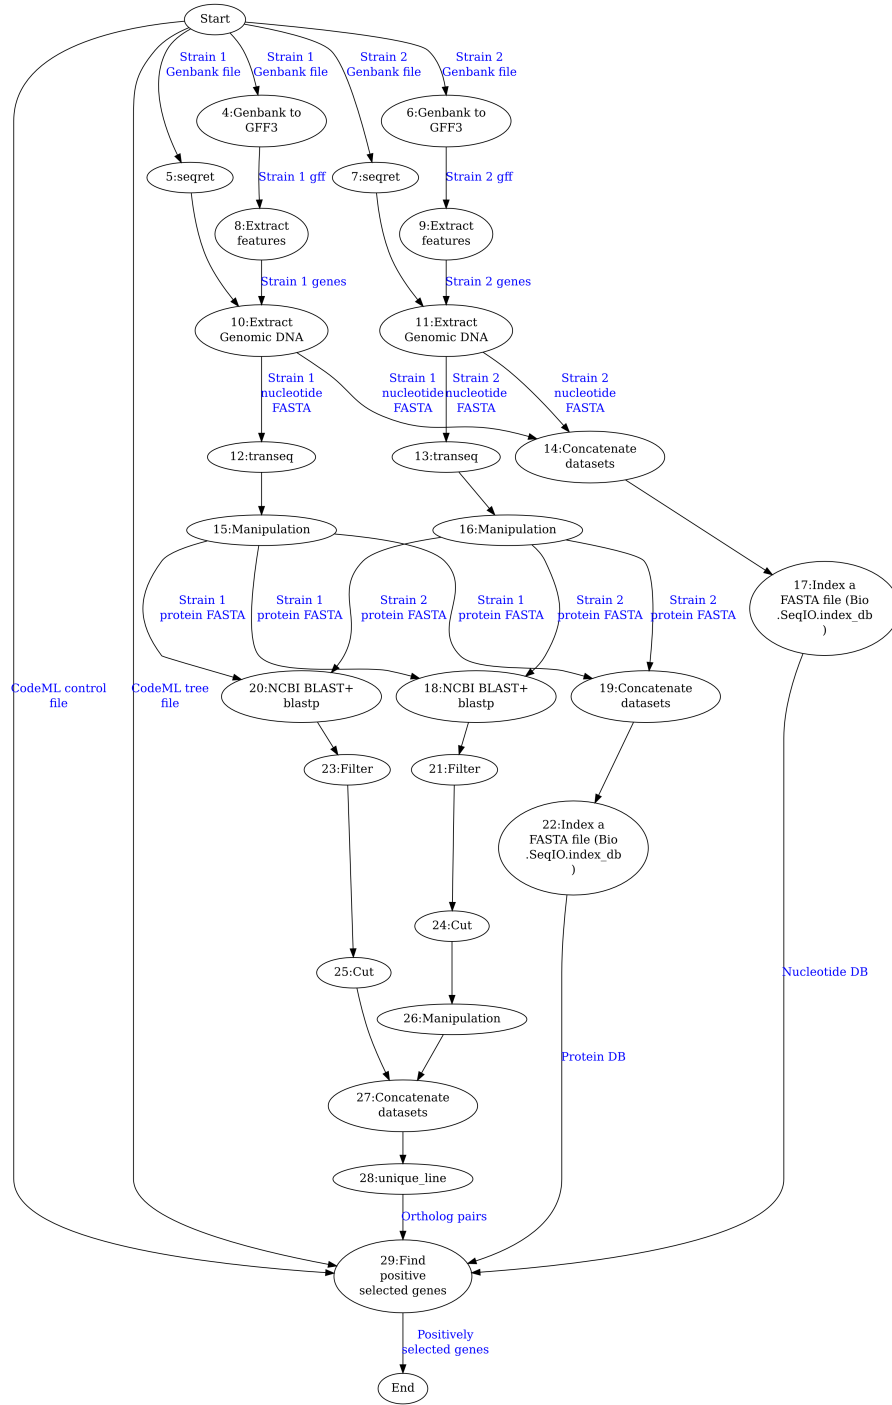 Start
Strain 1
Genbank file
Strain 1
Genbank file
Strain 2
Genbank file
Strain 2
Genbank file
4:Genbank to
GFF3
6:Genbank to
GFF3
5:seqret
Strain 1 gff
7:seqret
Strain 2 gff
8:Extract
features
9:Extract
features
Strain 1 genes
Strain 2 genes
10:Extract
Genomic DNA
11:Extract
Genomic DNA
Strain 1
nucleotide
FASTA
Strain 1
nucleotide
FASTA
Strain 2
nucleotide
FASTA
Strain 2
nucleotide
FASTA
12:transeq
13:transeq
14:Concatenate
datasets
15:Manipulation
16:Manipulation
17:Index a
FASTA file (Bio
.SeqIO.index_db
)
Strain 1
protein FASTA
Strain 1
protein FASTA
Strain 2
protein FASTA
Strain 1
protein FASTA
Strain 2
protein FASTA
Strain 2
protein FASTA
CodeML control
file
CodeML tree
file
20:NCBI BLAST+
blastp
18:NCBI BLAST+
blastp
19:Concatenate
datasets
23:Filter
21:Filter
22:Index a
FASTA file (Bio
.SeqIO.index_db
)
24:Cut
25:Cut
Nucleotide DB
26:Manipulation
Protein DB
27:Concatenate
datasets
28:unique_line
Ortholog pairs
29:Find
positive
selected genes
Positively
selected genes
End